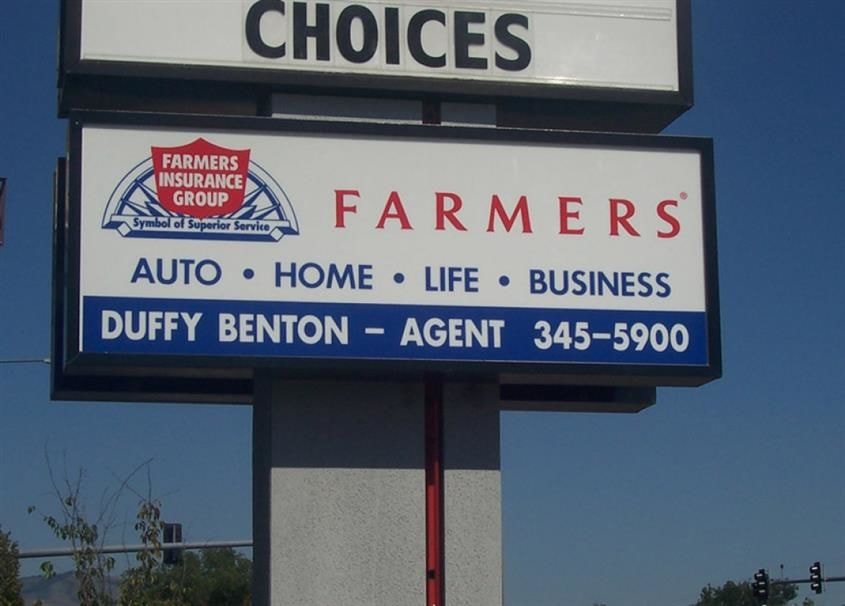 CHOICES
FARMERS
INSURANCE
GROUP
Symbol of Superior Service
FARMERS®
AUTO • HOME • LIFE • BUSINESS
DUFFY BENTON – AGENT 345–5900